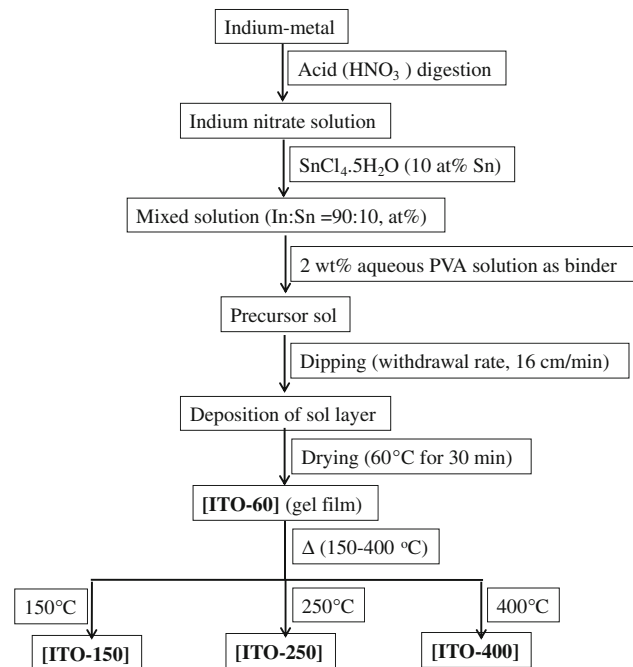 Indium-metal
Acid (HNO₃ ) digestion
Indium nitrate solution
SnCl₄.5H₂O (10 at% Sn)
Mixed solution (In:Sn =90:10, at%)
2 wt% aqueous PVA solution as binder
Precursor sol
Dipping (withdrawal rate, 16 cm/min)
Deposition of sol layer
Drying (60°C for 30 min)
[ITO-60] (gel film)
Δ (150-400 °C)
150°C
250°C
400°C
[ITO-150]
[ITO-250]
[ITO-400]